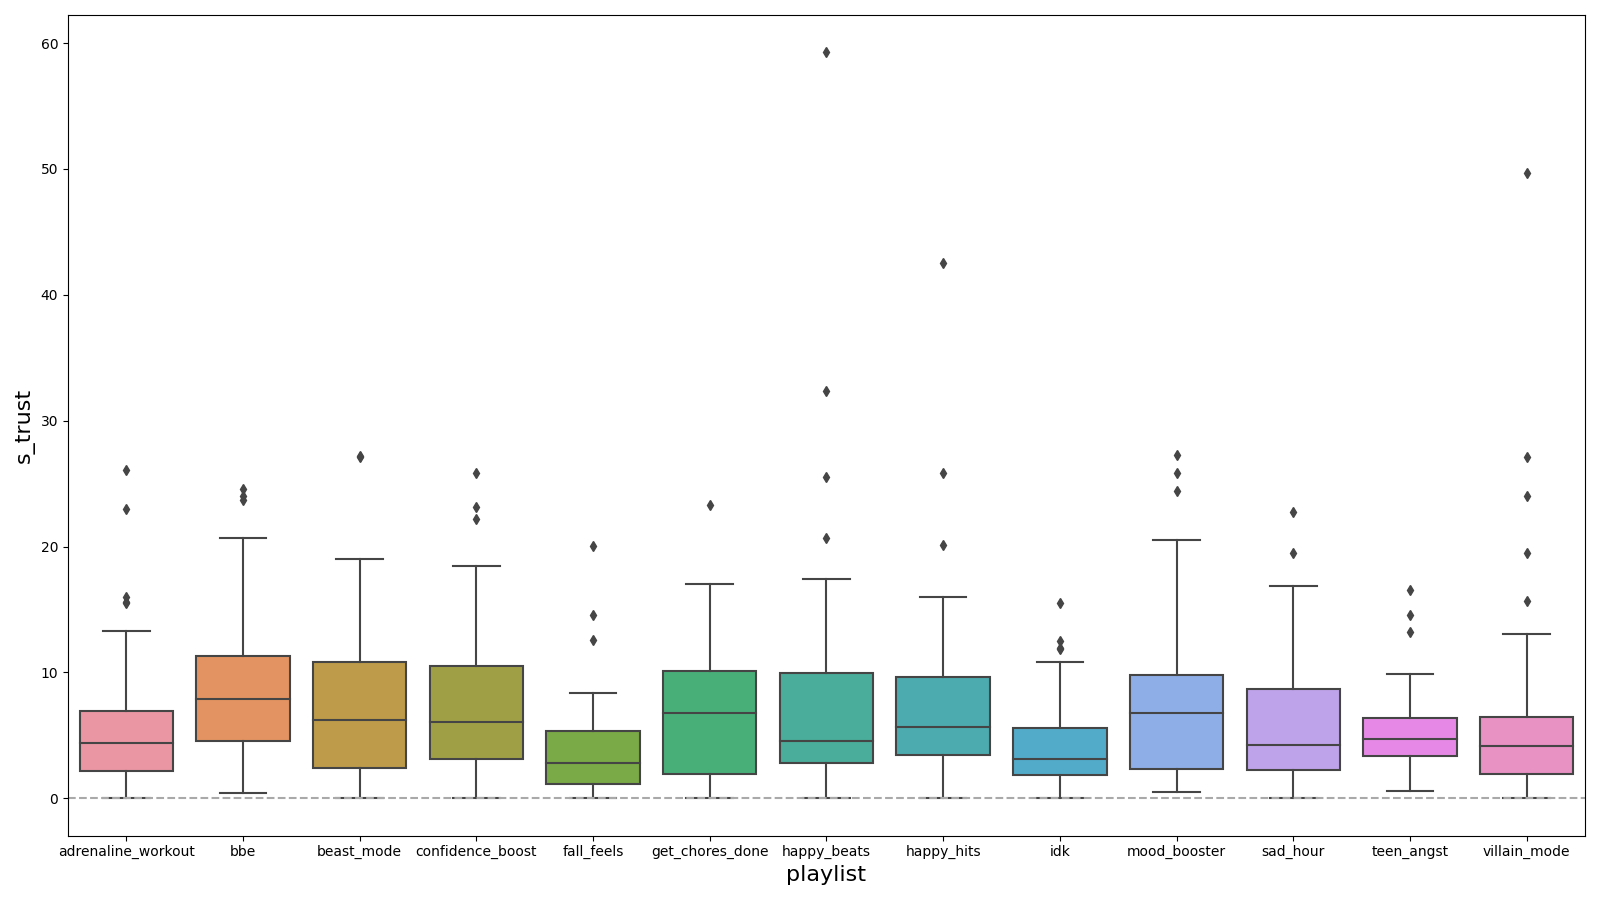 s_trust
60
50
40
30
20
10
0
adrenaline_workout bbe beast_mode confidence_boost fall_feels get_chores_done happy_beats happy_hits idk mood_booster sad_hour teen_angst villain_mode
playlist